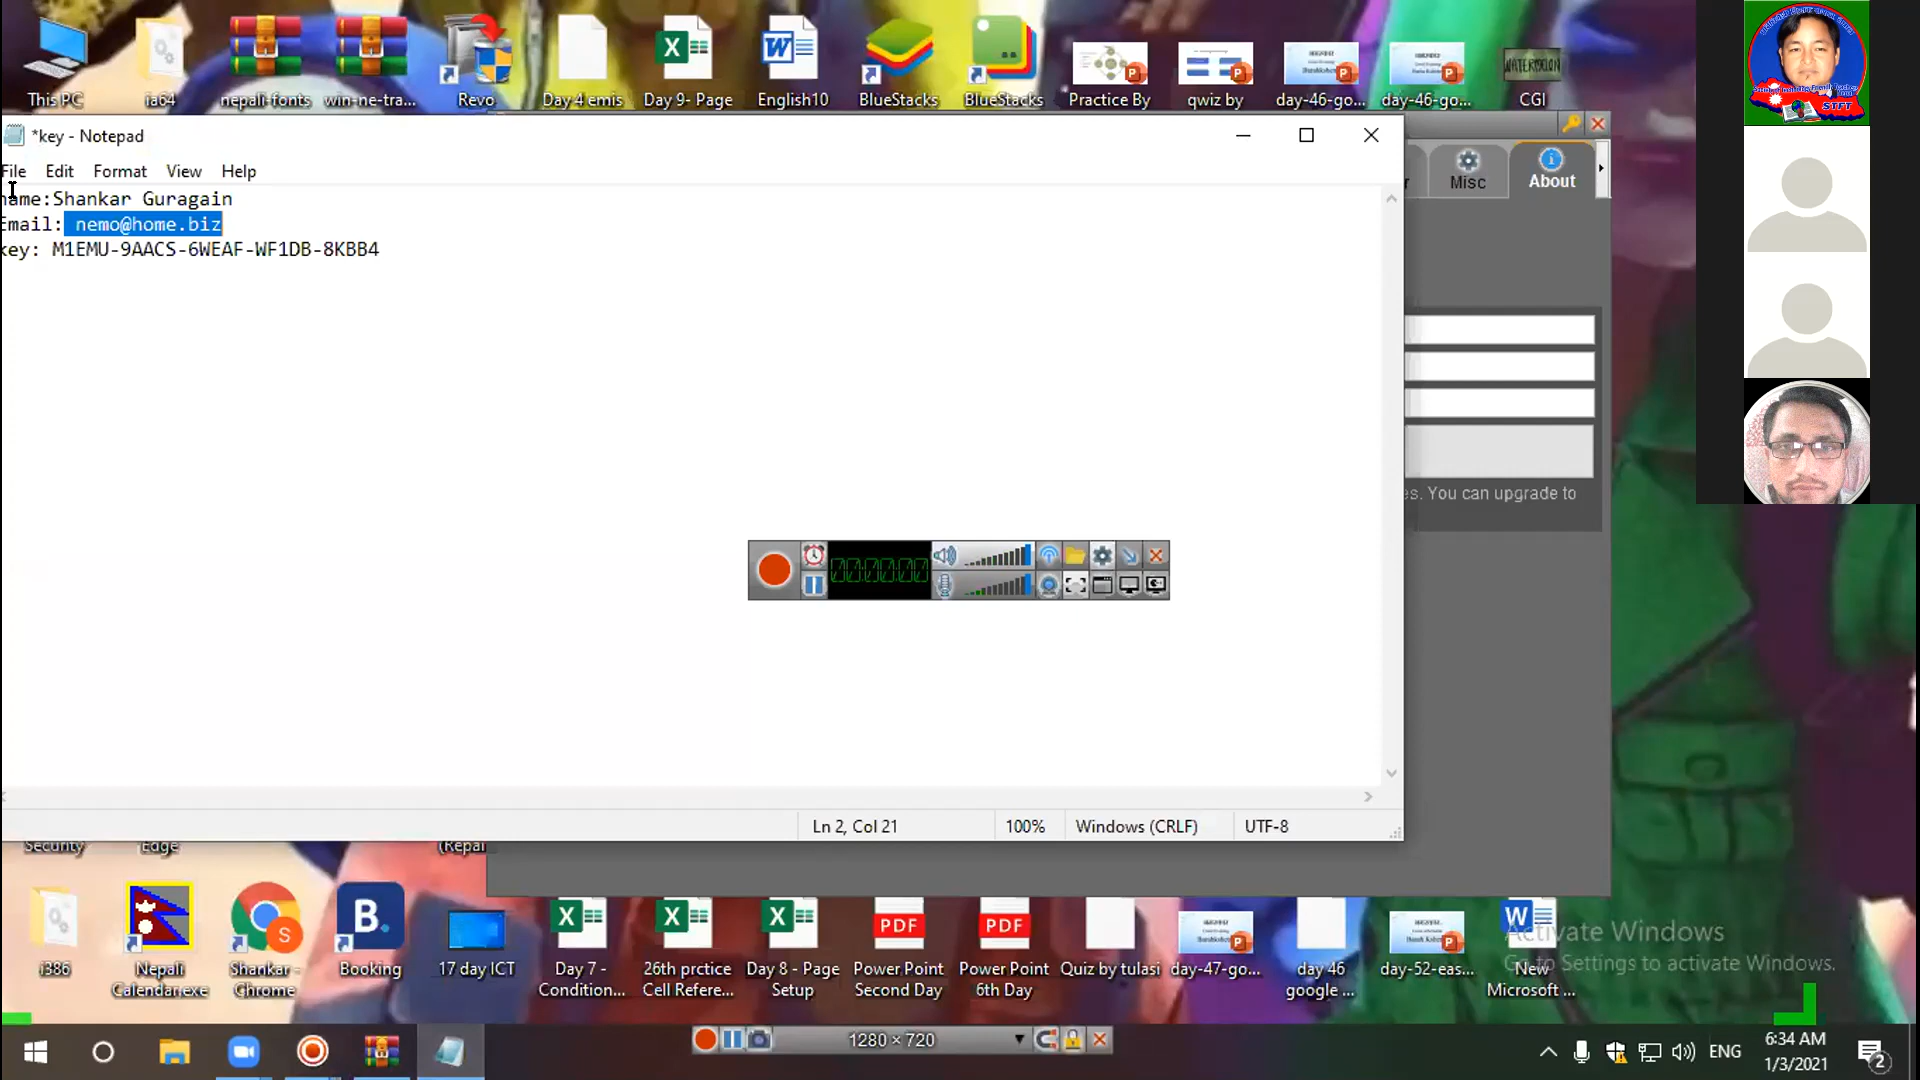 This PC
ia64
nepali-fonts
win-ne-tra...
Revo
Day 4 emis
Day 9- Page
English10
BlueStacks
BlueStacks
Practice By
qwiz by
day-46-go...
day-46-go...
CGI
STFT
*key - Notepad
File Edit Format View Help
Misc
About
name:Shankar Guragain
Email: nemo@home.biz
key: M1EMU-9AACS-6WEAF-WF1DB-8KBB4
es. You can upgrade to
Ln 2, Col 21
100%
Windows (CRLF)
UTF-8
Security
Edge
(Repai
i386
Nepali
Calendar.exe
Shankar -
Chrome
Booking
17 day ICT
Day 7 -
Condition...
26th prctice
Cell Refere...
Day 8 - Page
Setup
Power Point
Second Day
Power Point
6th Day
Quiz by tulasi
day-47-go...
day 46
google ...
day-52-eas...
New
Microsoft ...
Activate Windows
Go to Settings to activate Windows.
1280 × 720
ENG
6:34 AM
1/3/2021
2